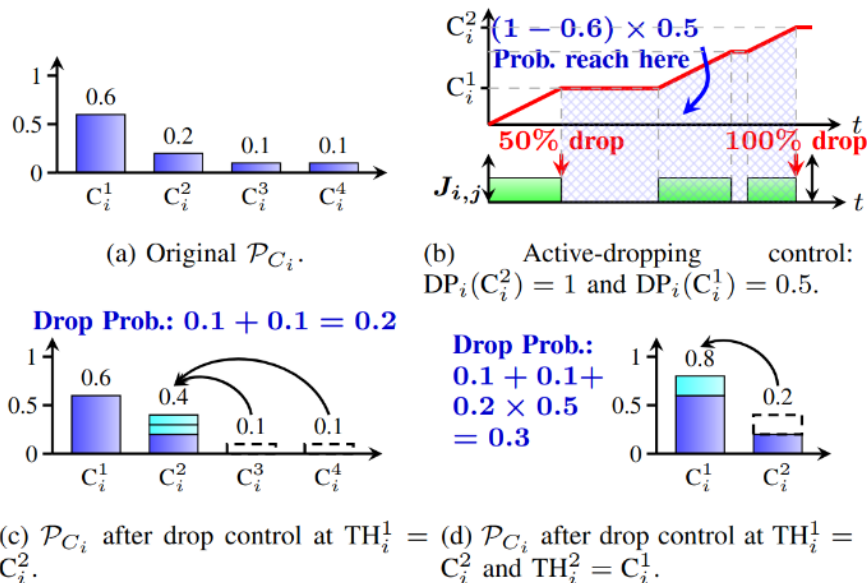 1
0.5
0
0.6
0.2
0.1
0.1
C_i^1
C_i^2
C_i^3
C_i^4
(a) Original 𝒫_{C_i}.
C_i^2
C_i^1
(1 − 0.6) × 0.5
Prob. reach here
t
50% drop
100% drop
J_{i,j}
t
(b) Active-dropping control:
DP_i(C_i^2) = 1 and DP_i(C_i^1) = 0.5.
Drop Prob.: 0.1 + 0.1 = 0.2
1
0.5
0
0.6
0.4
0.1
0.1
C_i^1
C_i^2
C_i^3
C_i^4
(c) 𝒫_{C_i} after drop control at TH_i^1 =
C_i^2.
Drop Prob.:
0.1 + 0.1+
0.2 × 0.5
= 0.3
1
0.5
0
0.8
0.2
C_i^1
C_i^2
(d) 𝒫_{C_i} after drop control at TH_i^1 =
C_i^2 and TH_i^2 = C_i^1.